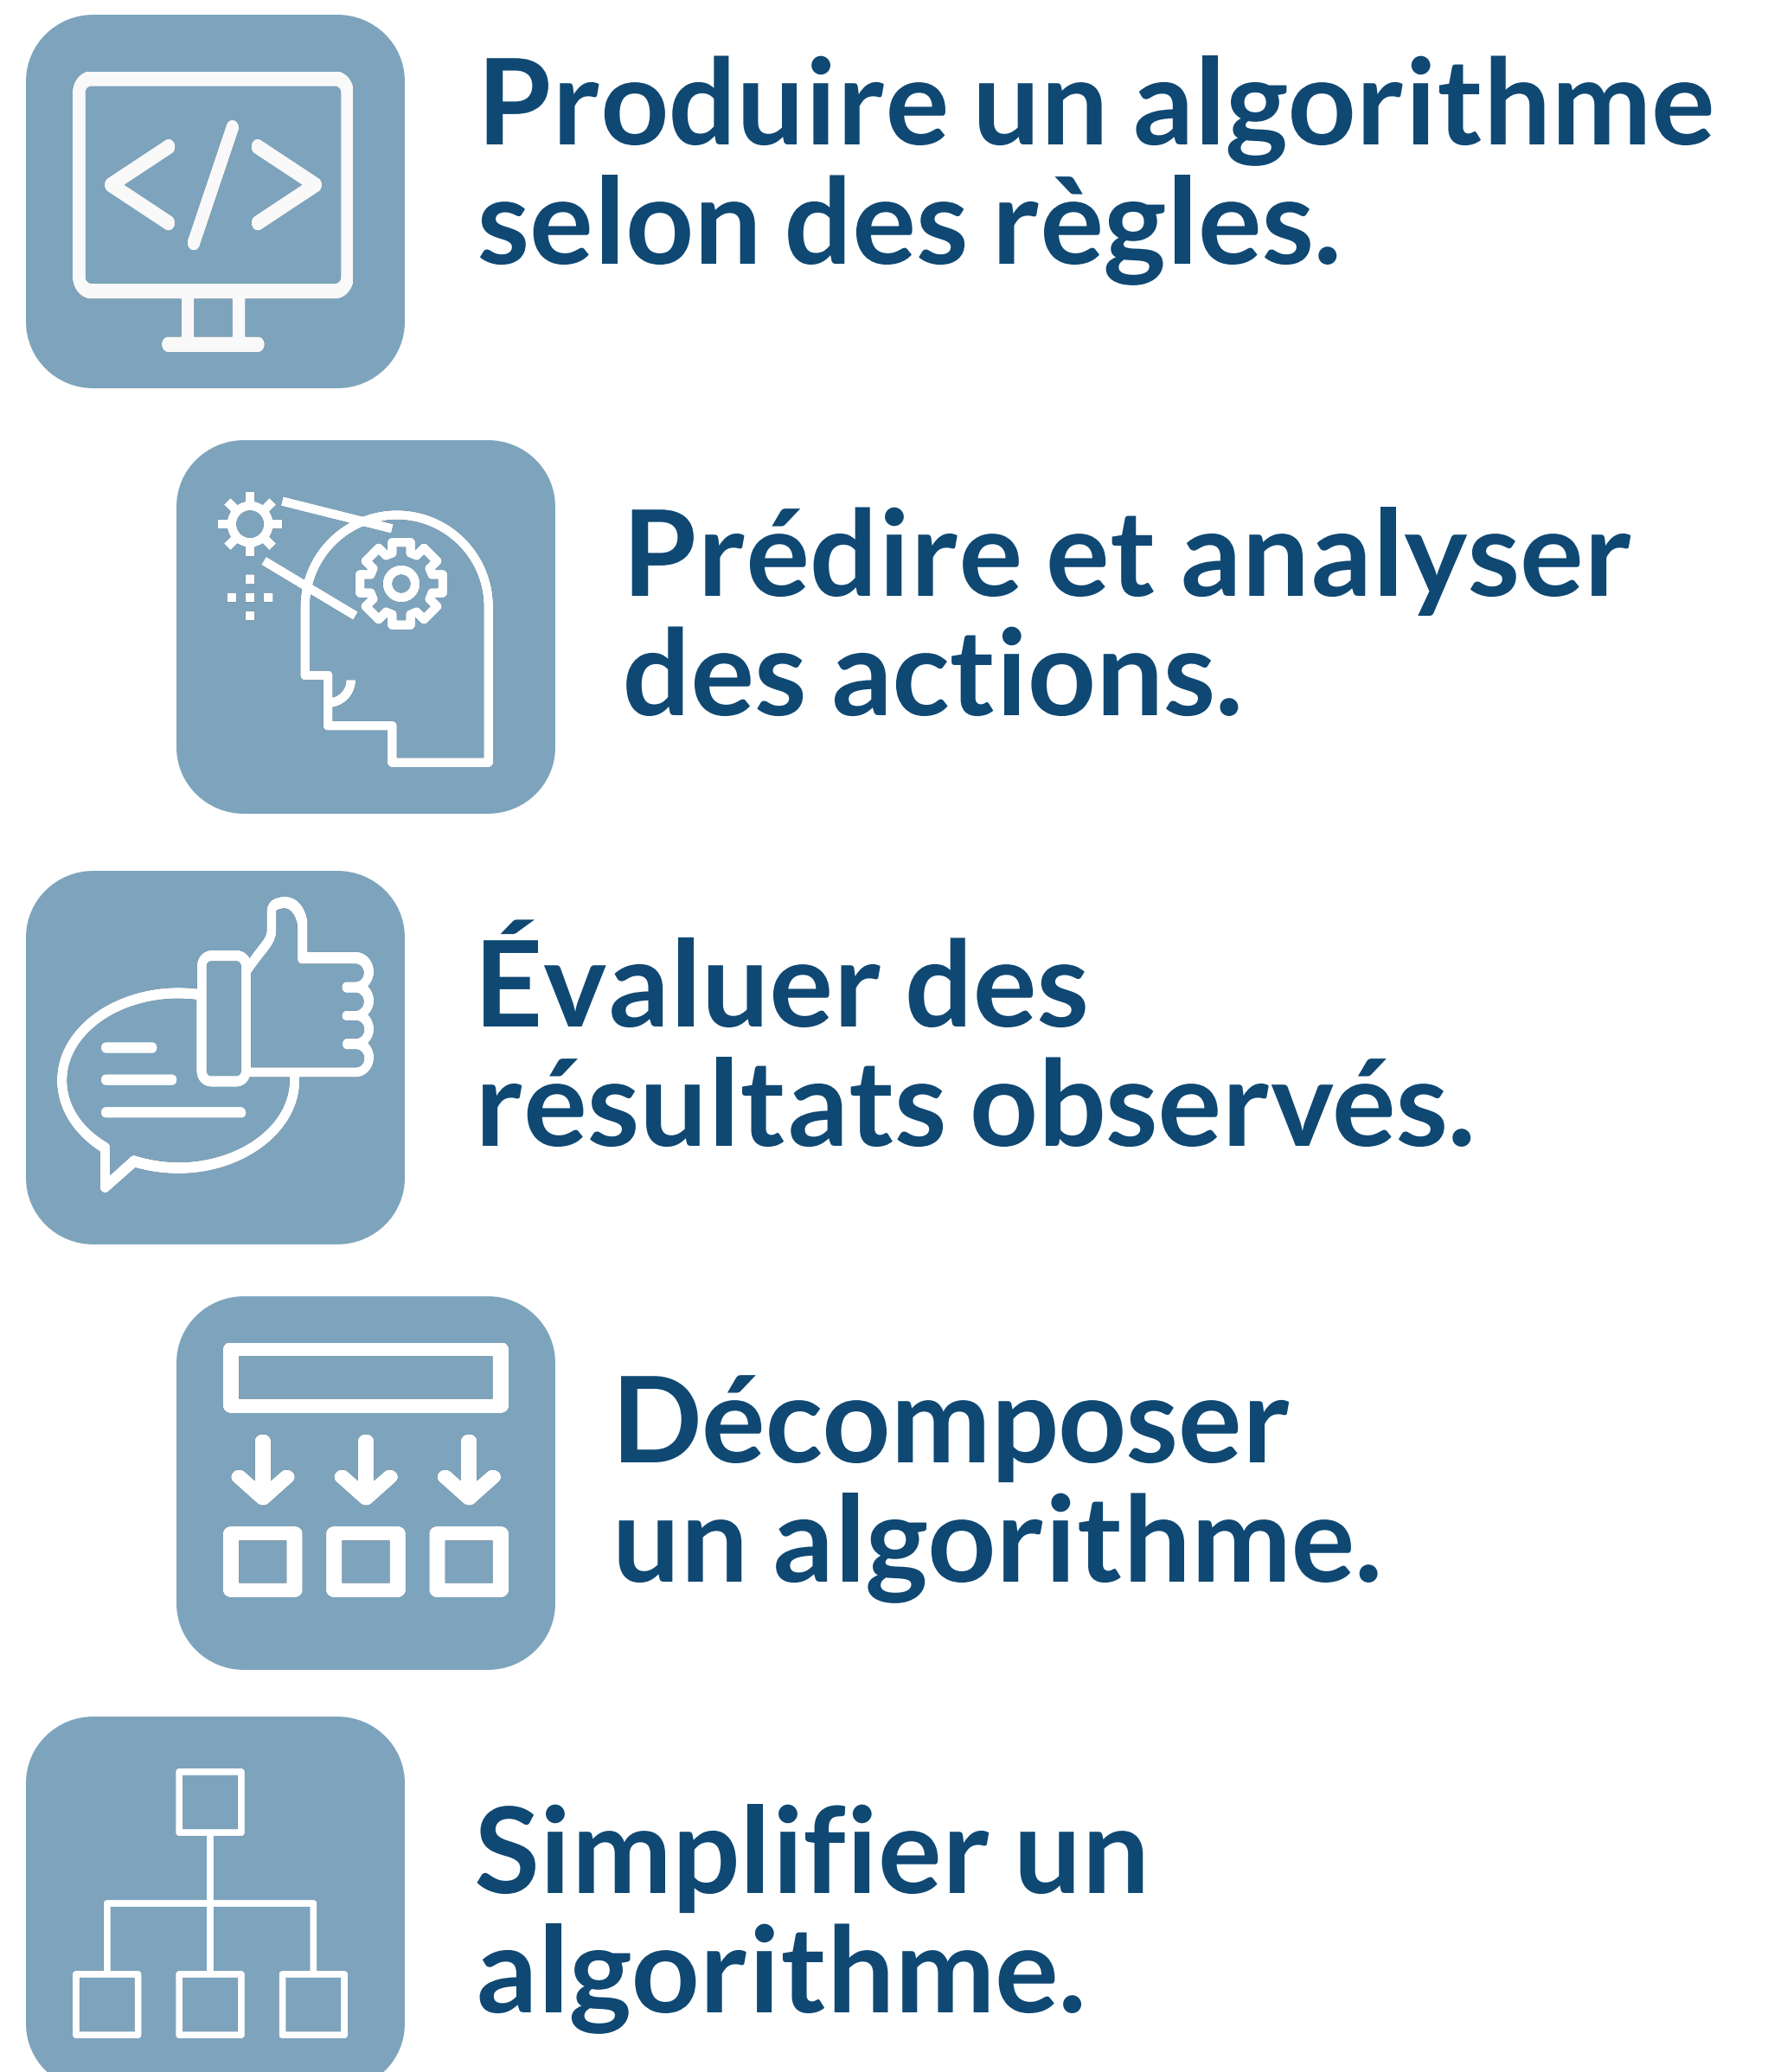 Produire un algorithme
selon des règles.
Prédire et analyser
des actions.
Évaluer des
résultats observés.
Décomposer
un algorithme.
Simplifier un
algorithme.